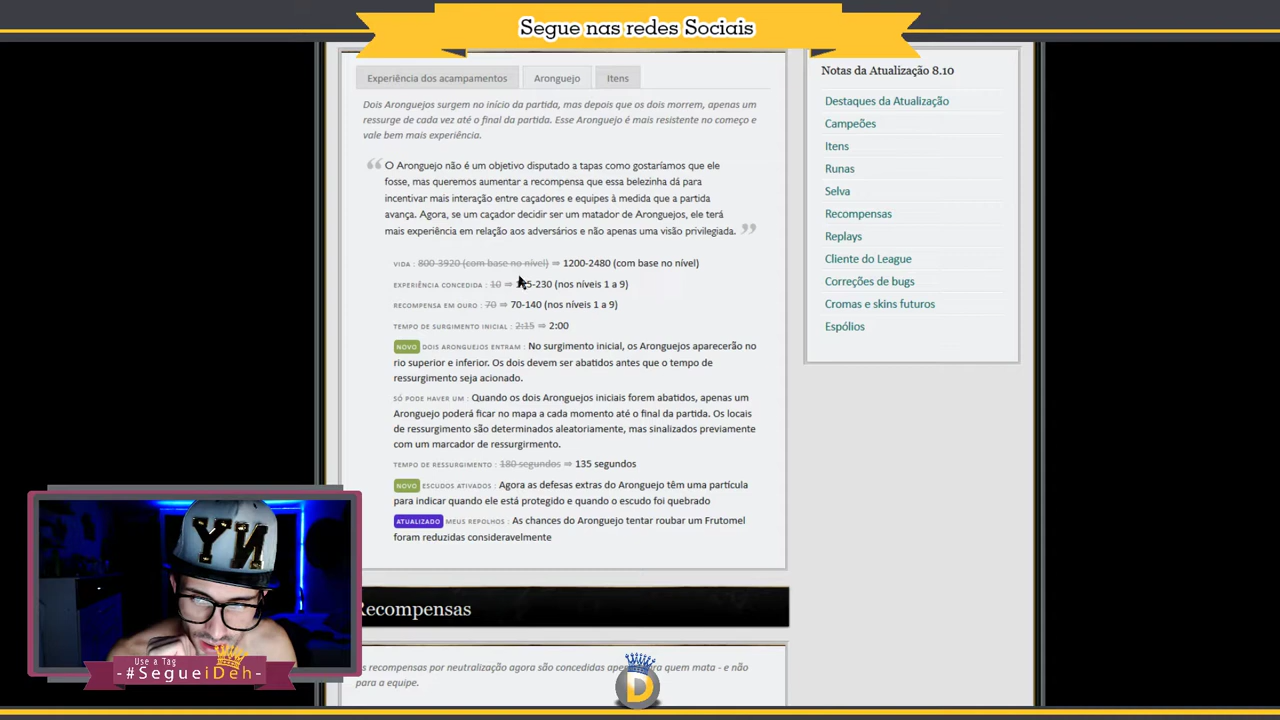 Segue nas redes Sociais
Experiência dos acampamentos
Aronguejo
Itens
Dois Aronguejos surgem no início da partida, mas depois que os dois morrem, apenas um
ressurge de cada vez até o final da partida. Esse Aronguejo é mais resistente no começo e
vale bem mais experiência.
“ O Aronguejo não é um objetivo disputado a tapas como gostaríamos que ele
fosse, mas queremos aumentar a recompensa que essa belezinha dá para
incentivar mais interação entre caçadores e equipes à medida que a partida
avança. Agora, se um caçador decidir ser um matador de Aronguejos, ele terá
mais experiência em relação aos adversários e não apenas uma visão privilegiada. ”
VIDA : 800-3920 (com base no nível) ⇒ 1200-2480 (com base no nível)
EXPERIÊNCIA CONCEDIDA : 10 ⇒ 5-230 (nos níveis 1 a 9)
RECOMPENSA EM OURO : 70 ⇒ 70-140 (nos níveis 1 a 9)
TEMPO DE SURGIMENTO INICIAL : 2:15 ⇒ 2:00
NOVO DOIS ARONGUEJOS ENTRAM : No surgimento inicial, os Aronguejos aparecerão no
rio superior e inferior. Os dois devem ser abatidos antes que o tempo de
ressurgimento seja acionado.
SÓ PODE HAVER UM : Quando os dois Aronguejos iniciais forem abatidos, apenas um
Aronguejo poderá ficar no mapa a cada momento até o final da partida. Os locais
de ressurgimento são determinados aleatoriamente, mas sinalizados previamente
com um marcador de ressurgirmento.
TEMPO DE RESSURGIMENTO : 180 segundos ⇒ 135 segundos
NOVO ESCUDOS ATIVADOS : Agora as defesas extras do Aronguejo têm uma partícula
para indicar quando ele está protegido e quando o escudo foi quebrado
ATUALIZADO MEUS REPOLHOS : As chances do Aronguejo tentar roubar um Frutomel
foram reduzidas consideravelmente
Recompensas
recompensas por neutralização agora são concedidas quem mata - e não
para a equipe.
Notas da Atualização 8.10
Destaques da Atualização
Campeões
Itens
Runas
Selva
Recompensas
Replays
Cliente do League
Correções de bugs
Cromas e skins futuros
Espólios
YN
Use a Tag
-#SegueiDeh-
D